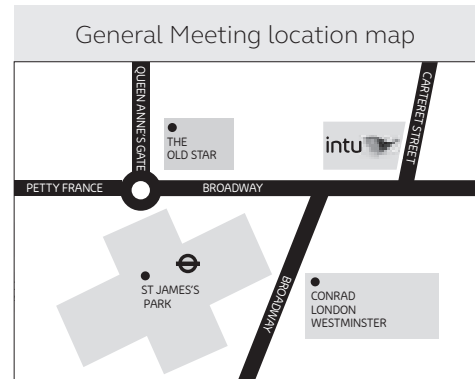 General Meeting location map
QUEEN ANNE'S GATE
CARTERET STREET
THE
OLD STAR
intu
PETTY FRANCE
BROADWAY
ST JAMES'S
PARK
BROADWAY
CONRAD
LONDON
WESTMINSTER